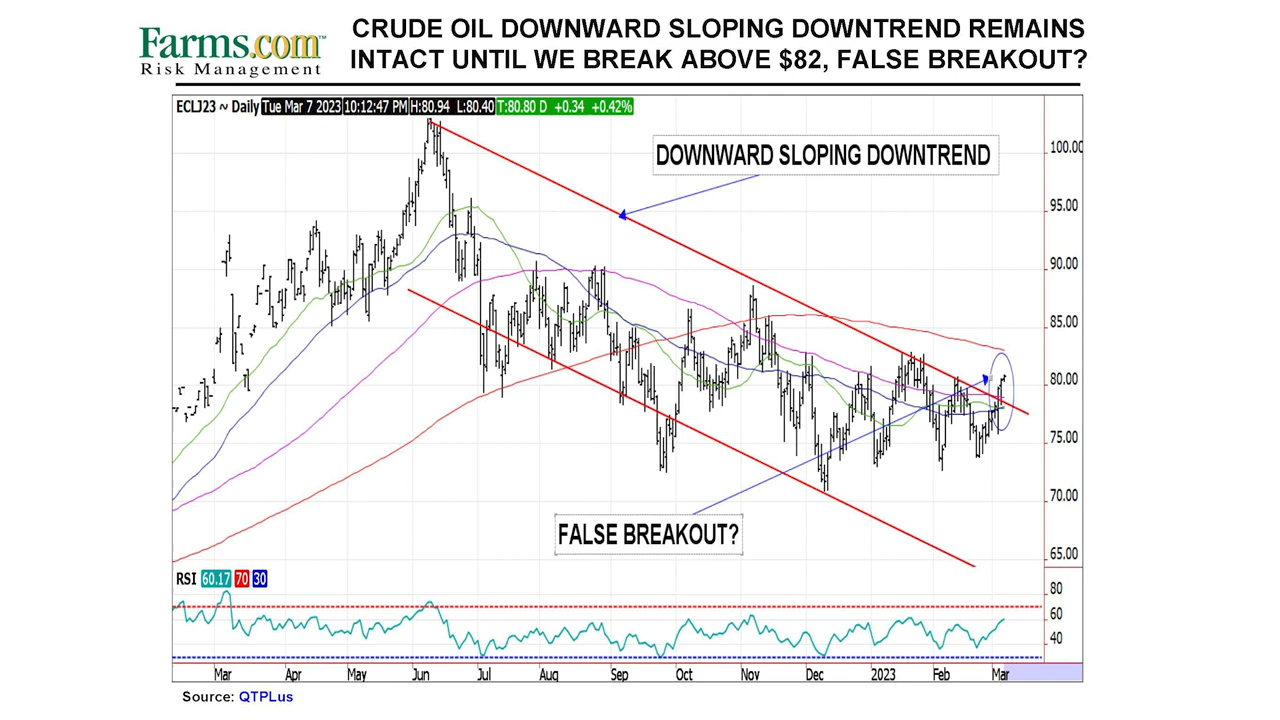 Farms.com™
Risk Management
CRUDE OIL DOWNWARD SLOPING DOWNTREND REMAINS
INTACT UNTIL WE BREAK ABOVE $82, FALSE BREAKOUT?
ECLJ23 ~ Daily Tue Mar 7 2023 10:12:47 PM H:80.94 L:80.40 T:80.80 D +0.34 +0.42%
DOWNWARD SLOPING DOWNTREND
100.00
95.00
90.00
85.00
80.00
75.00
70.00
65.00
FALSE BREAKOUT?
RSI 60.17 70 30
80
60
40
Mar Apr May Jun Jul Aug Sep Oct Nov Dec 2023 Feb Mar
Source: QTPLus